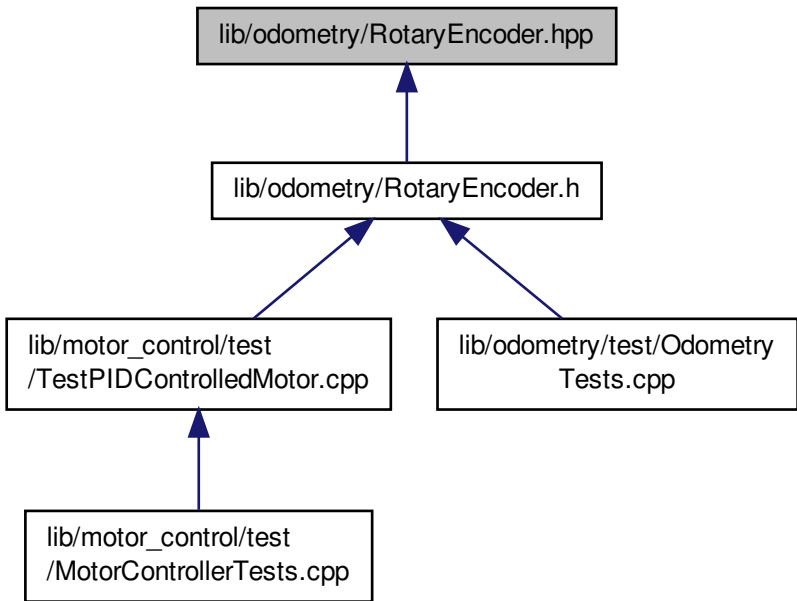 lib/odometry/RotaryEncoder.hpp
lib/odometry/RotaryEncoder.h
lib/motor_control/test
/TestPIDControlledMotor.cpp
lib/odometry/test/Odometry
Tests.cpp
lib/motor_control/test
/MotorControllerTests.cpp